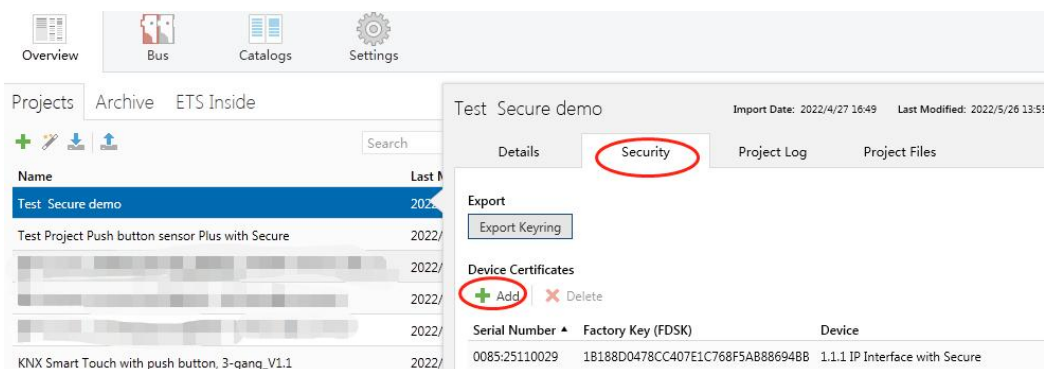 Overview Bus Catalogs Settings
Projects Archive ETS Inside
Search
Name Last M
Test Secure demo 202
Test Project Push button sensor Plus with Secure 2022/
2022/
2022/
2022/
KNX Smart Touch with push button, 3-gang_V1.1 2022/
Test Secure demo Import Date: 2022/4/27 16:49 Last Modified: 2022/5/26 13:55
Details Security Project Log Project Files
Export
Export Keyring
Device Certificates
Add Delete
Serial Number Factory Key (FDSK) Device
0085:25110029 1B188D0478CC407E1C768F5AB88694BB 1.1.1 IP Interface with Secure